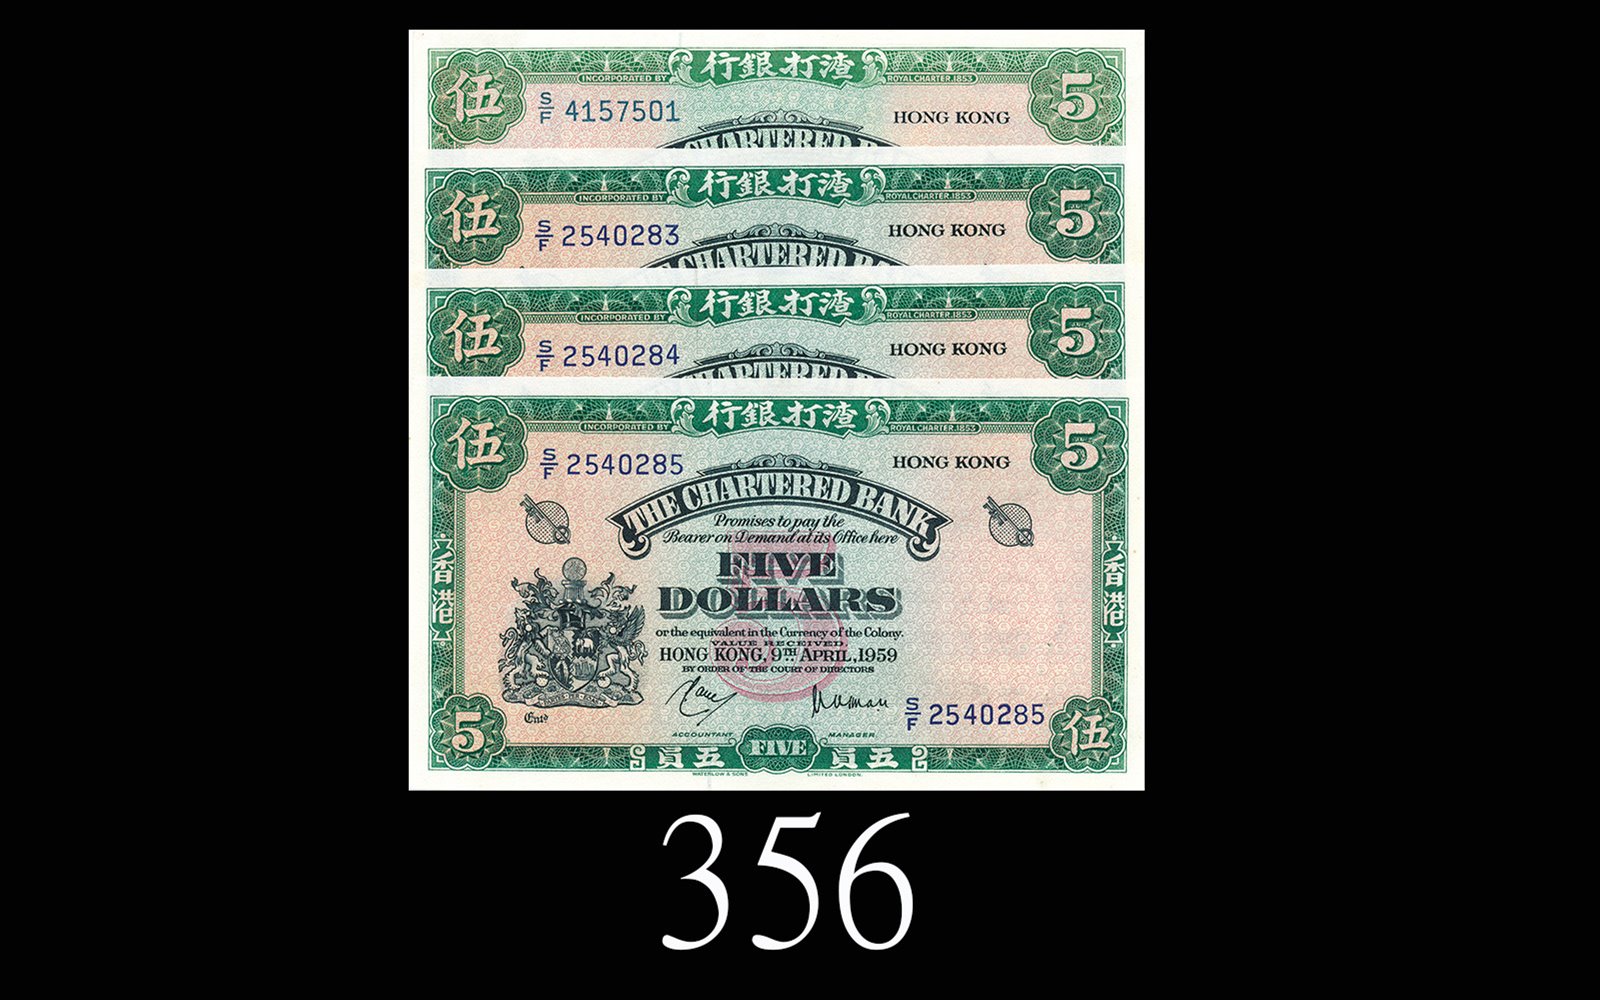 行銀打渣
伍 INCORPORATED BY ROYAL CHARTER.1853 5
S/F 4157501 HONG KONG
CHARTERED B
行銀打渣
伍 INCORPORATED BY ROYAL CHARTER.1853 5
S/F 2540283 HONG KONG
CHARTERED BA
行銀打渣
伍 INCORPORATED BY ROYAL CHARTER.1853 5
S/F 2540284 HONG KONG
CHARTERED
行銀打渣
伍 INCORPORATED BY ROYAL CHARTER.1853 5
S/F 2540285 HONG KONG
THE CHARTERED BANK
Promises to pay the
Bearer on Demand at its Office here
FIVE
DOLLARS
5
or the equivalent in the Currency of the Colony.
VALUE RECEIVED.
HONG KONG, 9TH APRIL, 1959
BY ORDER OF THE COURT OF DIRECTORS
香港
香港
Entd
S/F 2540285
ACCOUNTANT MANAGER
5 員五 FIVE 員五 伍
WATERLOW & SONS LIMITED LONDON.
356